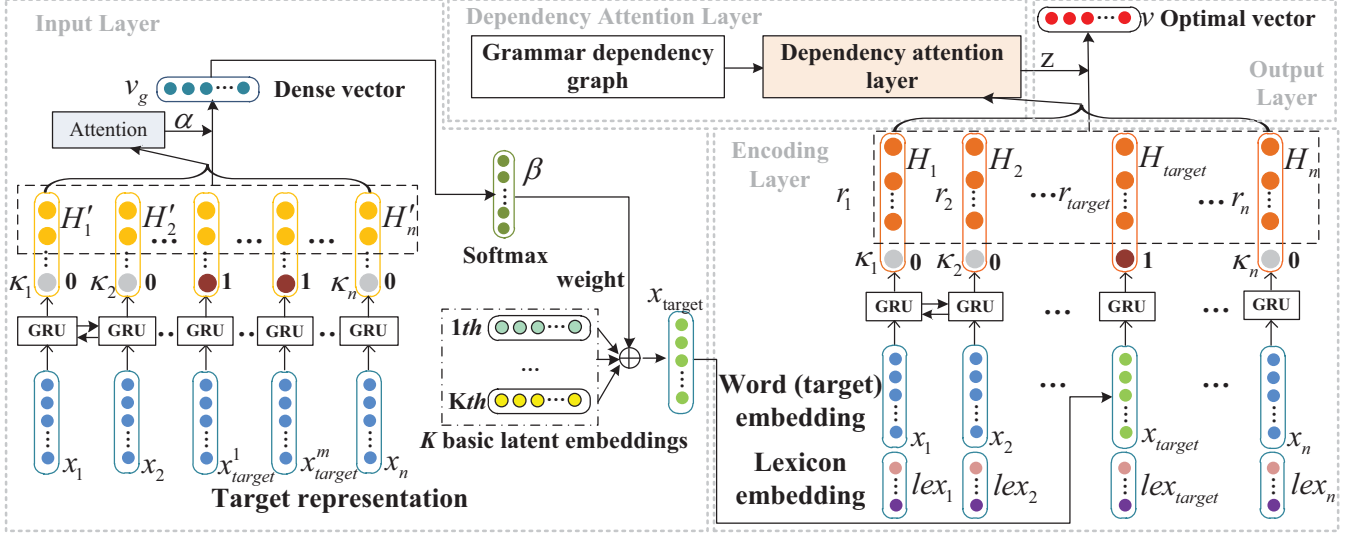 Input Layer
v_g
Dense vector
Attention
α
H'_1
H'_2
...
...
...
H'_n
κ_1
0
κ_2
0
1
1
κ_n
0
GRU
GRU
..
GRU
..
GRU
..
GRU
x_1
x_2
x^1_target
x^m_target
x_n
Target representation
β
Softmax
weight
1th
...
Kth
K basic latent embeddings
x_target
Dependency Attention Layer
Grammar dependency
graph
Dependency attention
layer
z
v Optimal vector
Output
Layer
Encoding
Layer
H_1
H_2
H_target
H_n
r_1
r_2
...r_target
... r_n
κ_1
0
κ_2
0
1
κ_n
0
GRU
GRU
...
GRU
...
GRU
Word (target)
embedding
...
...
x_1
x_2
x_target
x_n
Lexicon
embedding
lex_1
lex_2
lex_target
lex_n